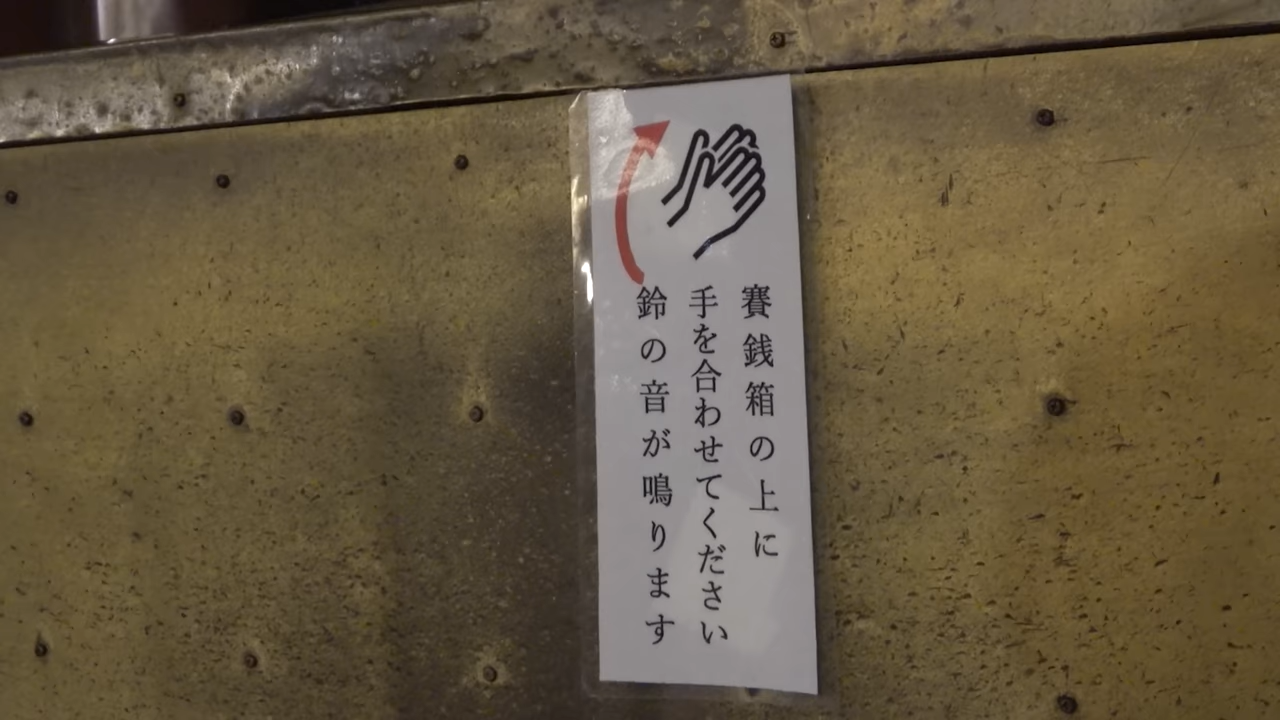 賽銭箱の上に
手を合わせてください
鈴の音が鳴ります